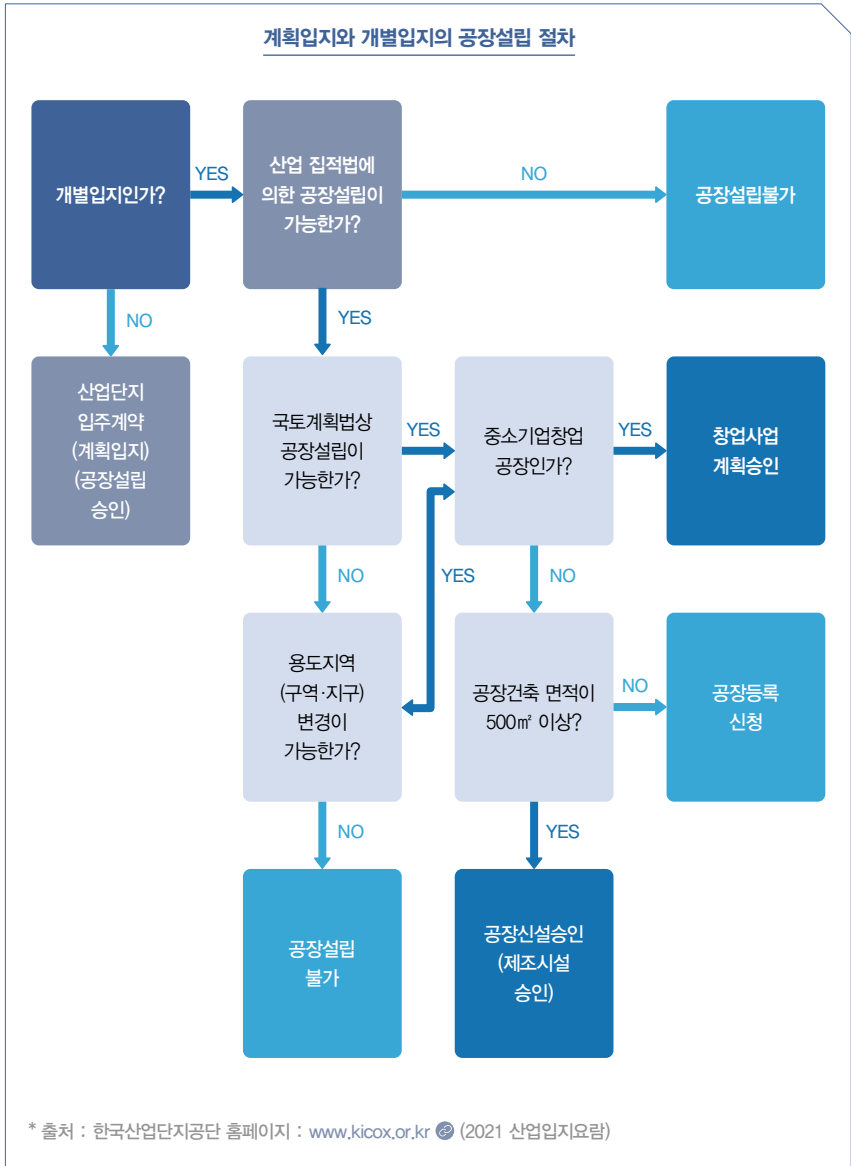 계획입지와 개별입지의 공장설립 절차
개별입지인가?
YES
산업 집적법에
의한 공장설립이
가능한가?
NO
공장설립불가
NO
YES
산업단지
입주계약
(계획입지)
(공장설립
승인)
국토계획법상
공장설립이
가능한가?
YES
중소기업창업
공장인가?
YES
창업사업
계획승인
NO
YES
NO
용도지역
(구역·지구)
변경이
가능한가?
공장건축 면적이
500㎡ 이상?
NO
공장등록
신청
NO
YES
공장설립
불가
공장신설승인
(제조시설
승인)
* 출처 : 한국산업단지공단 홈페이지 : www.kicox.or.kr (2021 산업입지요람)